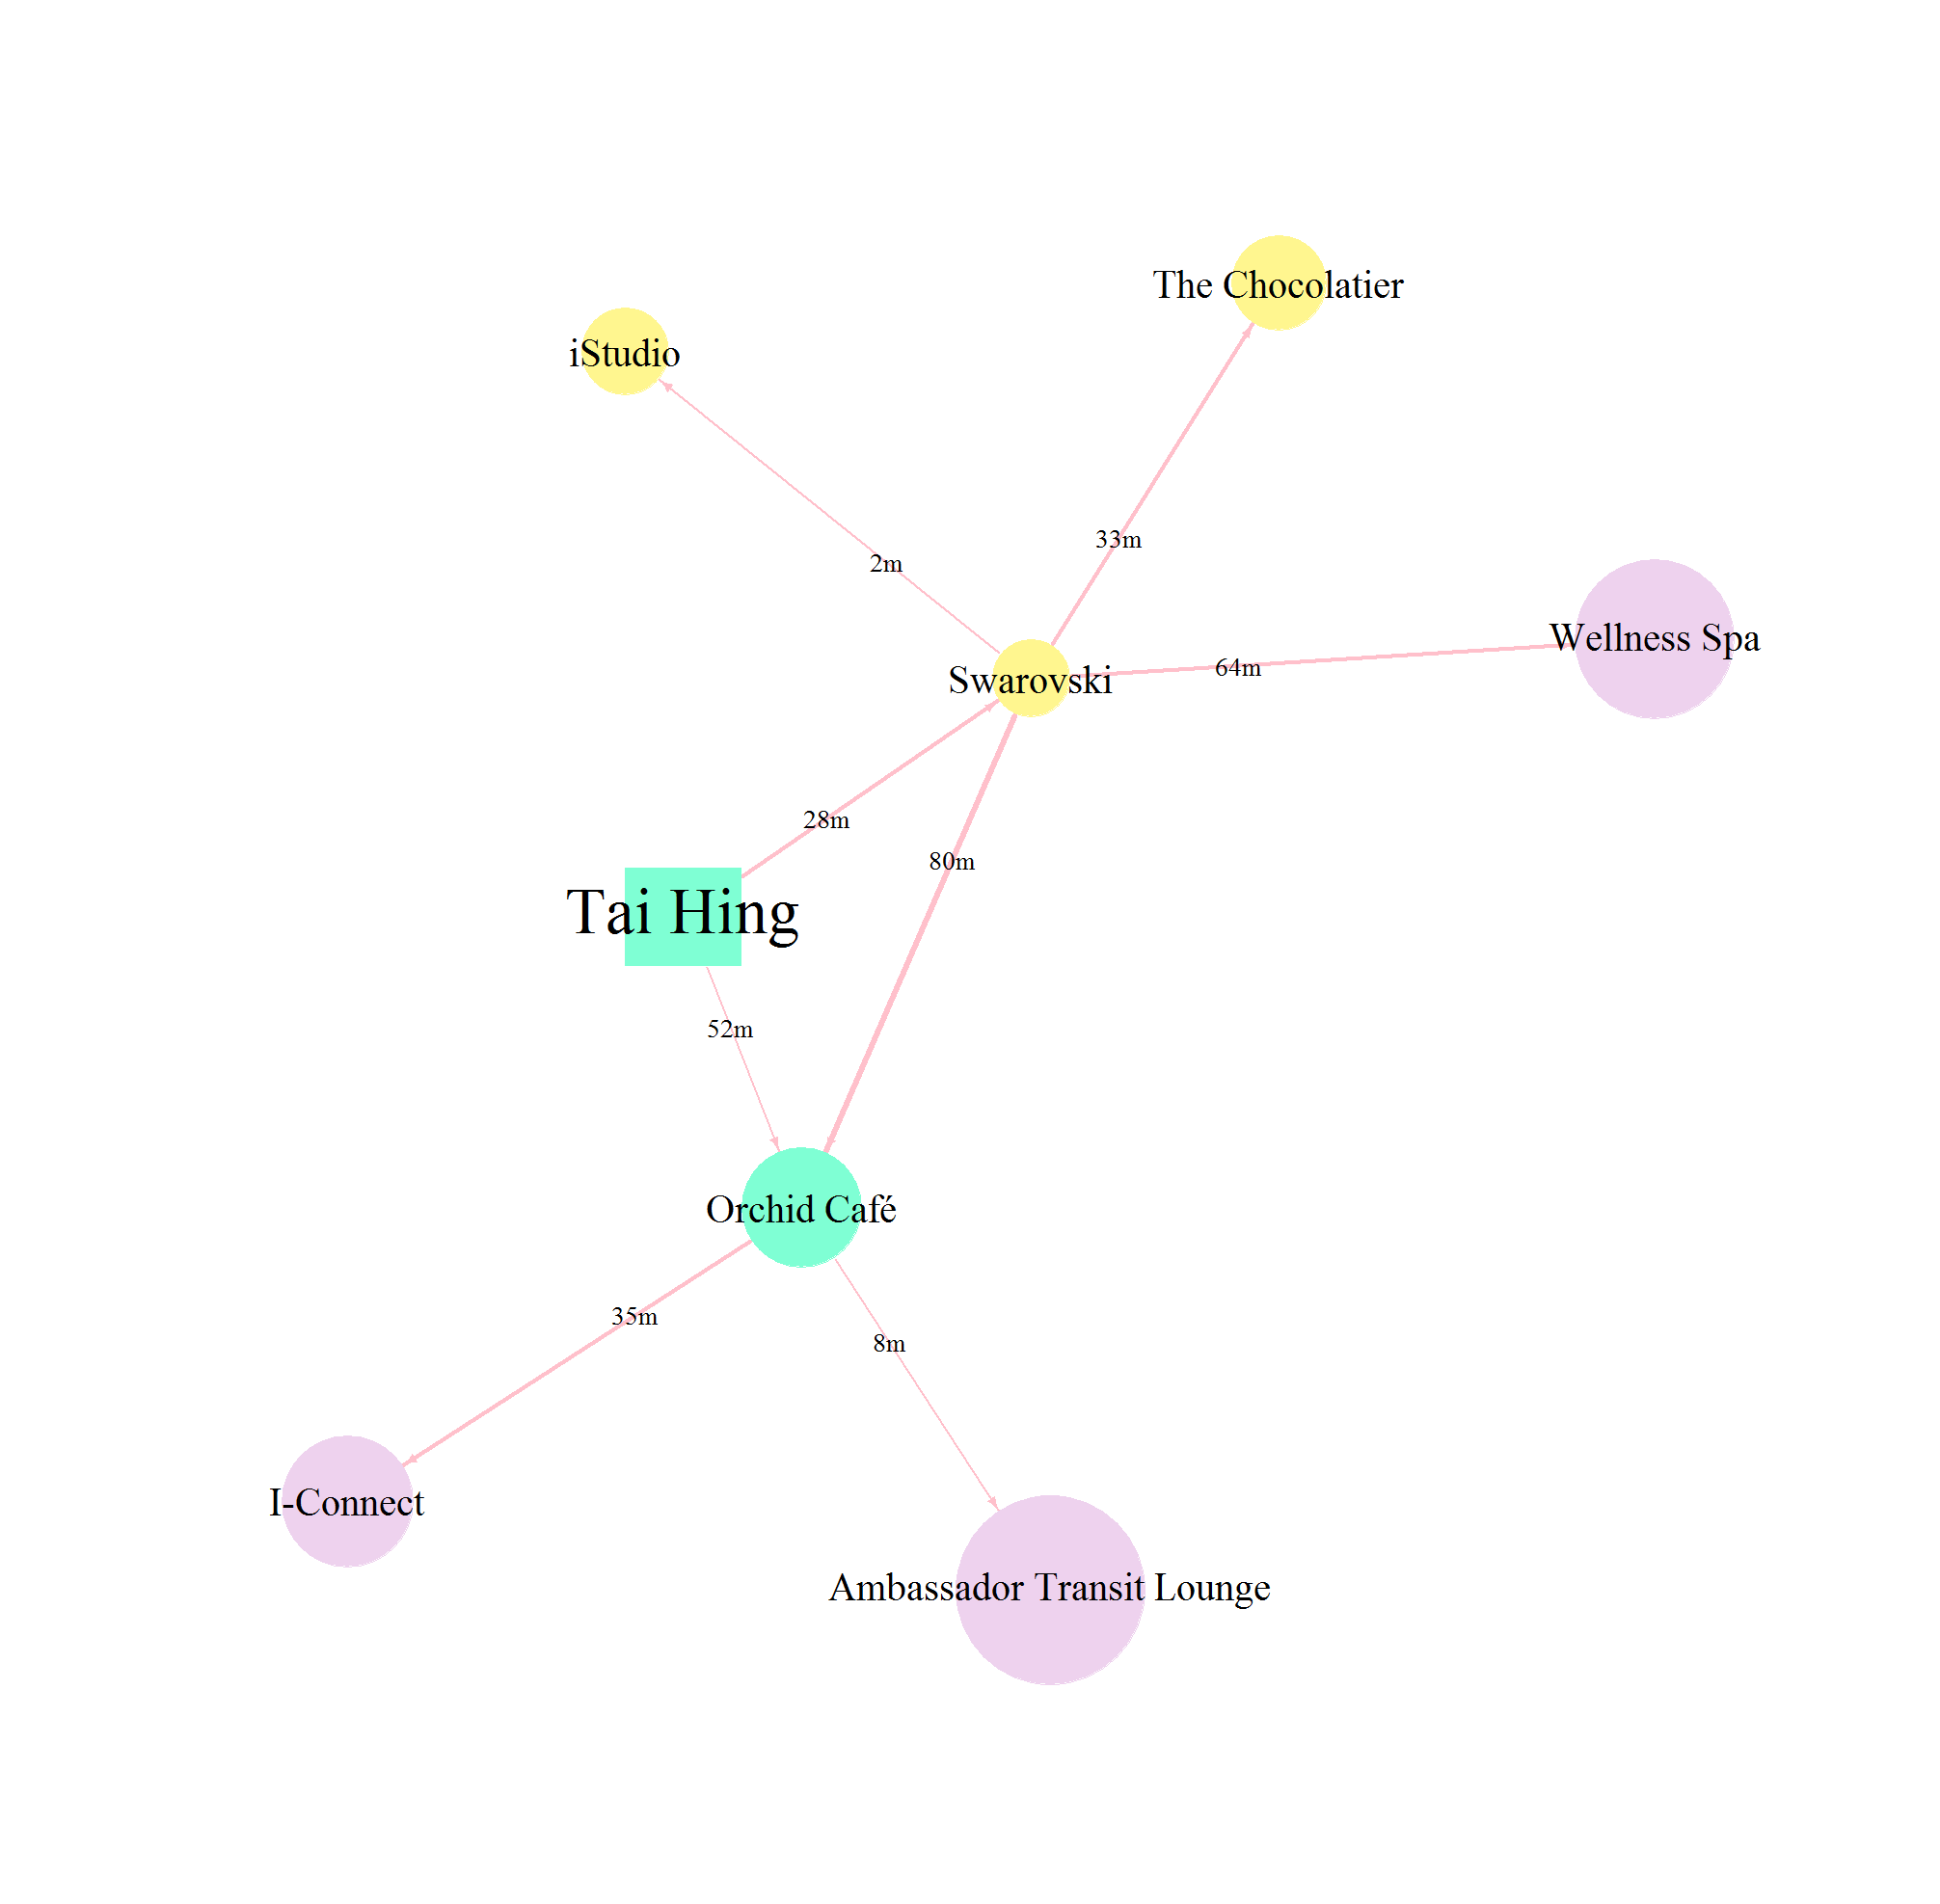 The Chocolatier
iStudio
33m
2m
Wellness Spa
64m
Swarovski
28m
80m
Tai Hing
52m
Orchid Café
35m
8m
I-Connect
Ambassador Transit Lounge